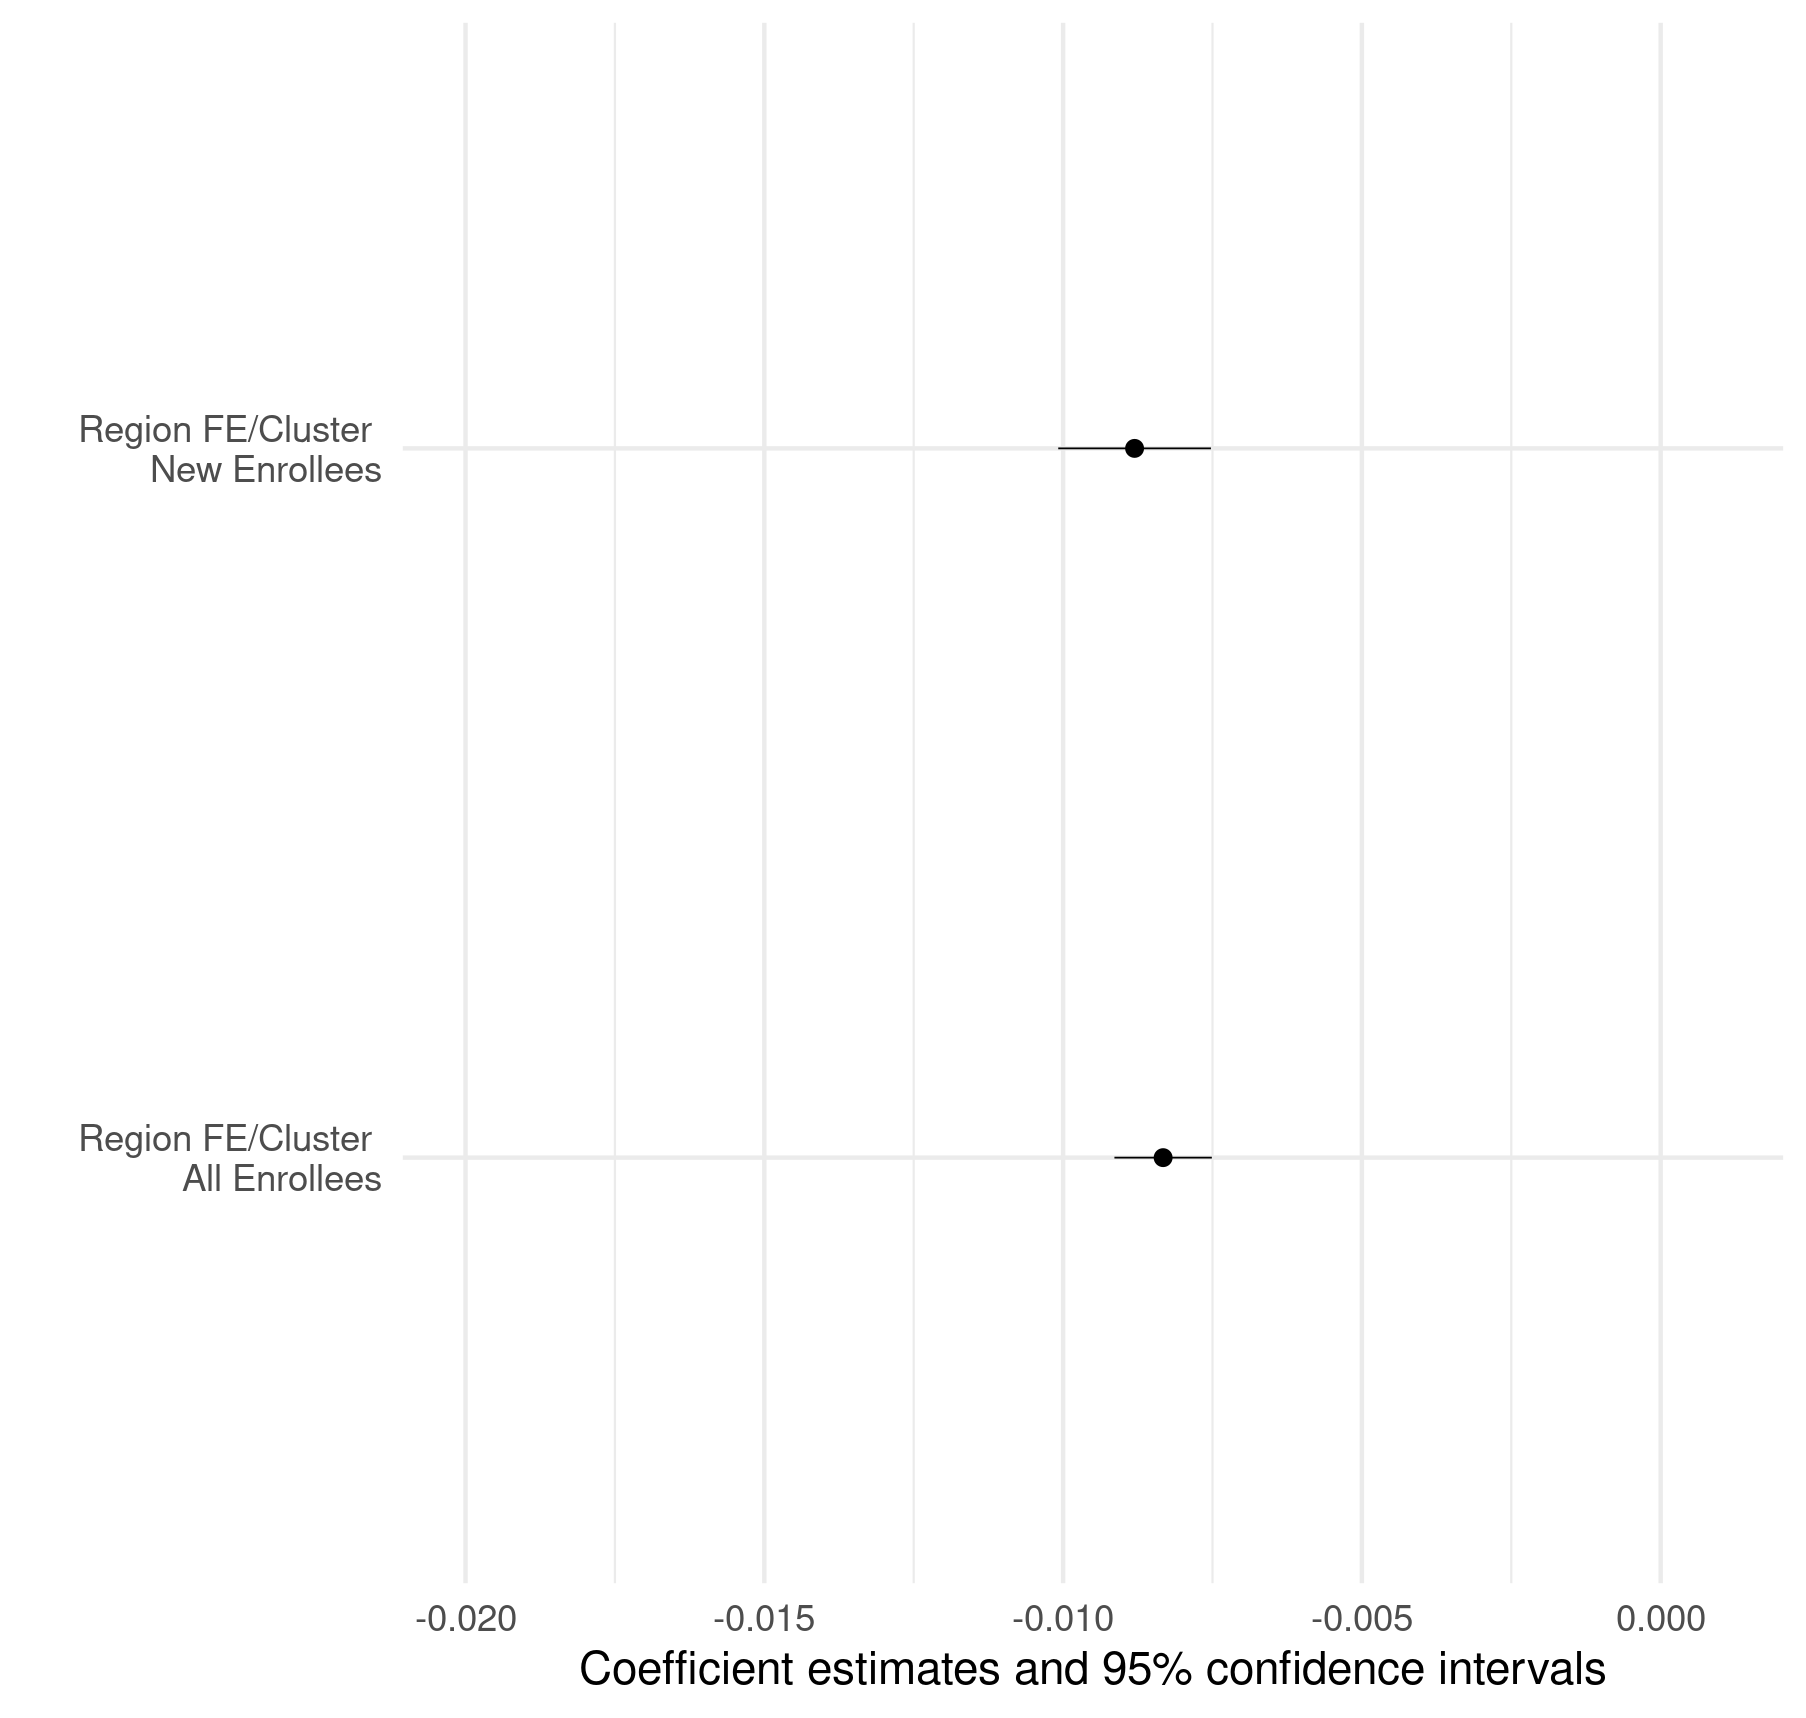 Region FE/Cluster
New Enrollees
Region FE/Cluster
All Enrollees
-0.020 -0.015 -0.010 -0.005 0.000
Coefficient estimates and 95% confidence intervals